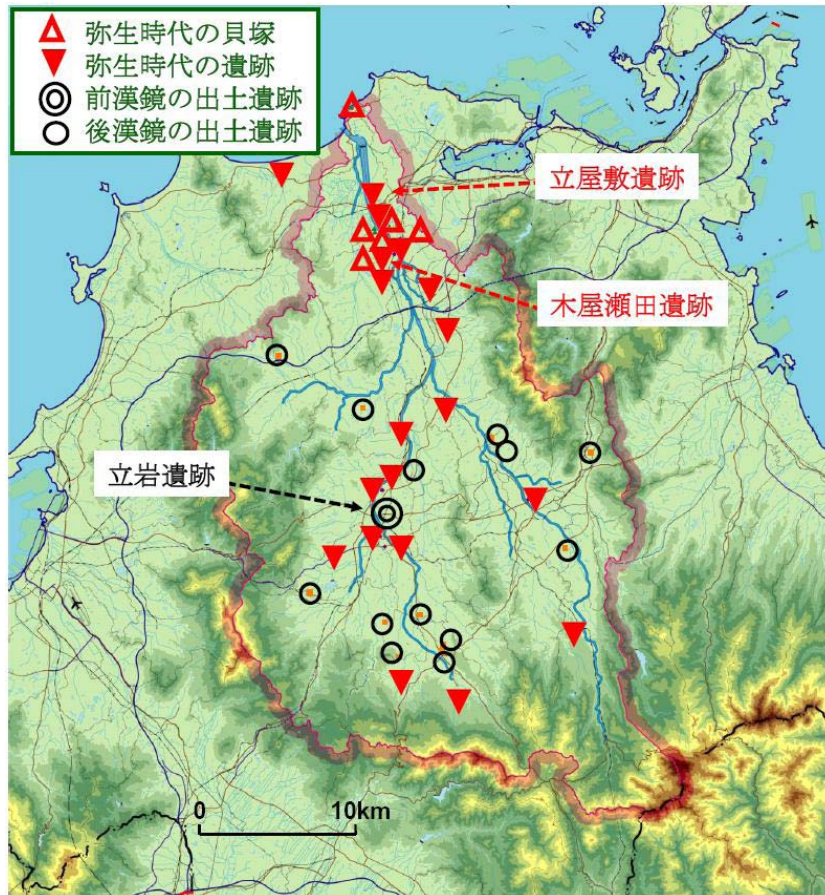 弥生時代の貝塚
弥生時代の遺跡
前漢鏡の出土遺跡
後漢鏡の出土遺跡
立屋敷遺跡
木屋瀬田遺跡
立岩遺跡
0 10km